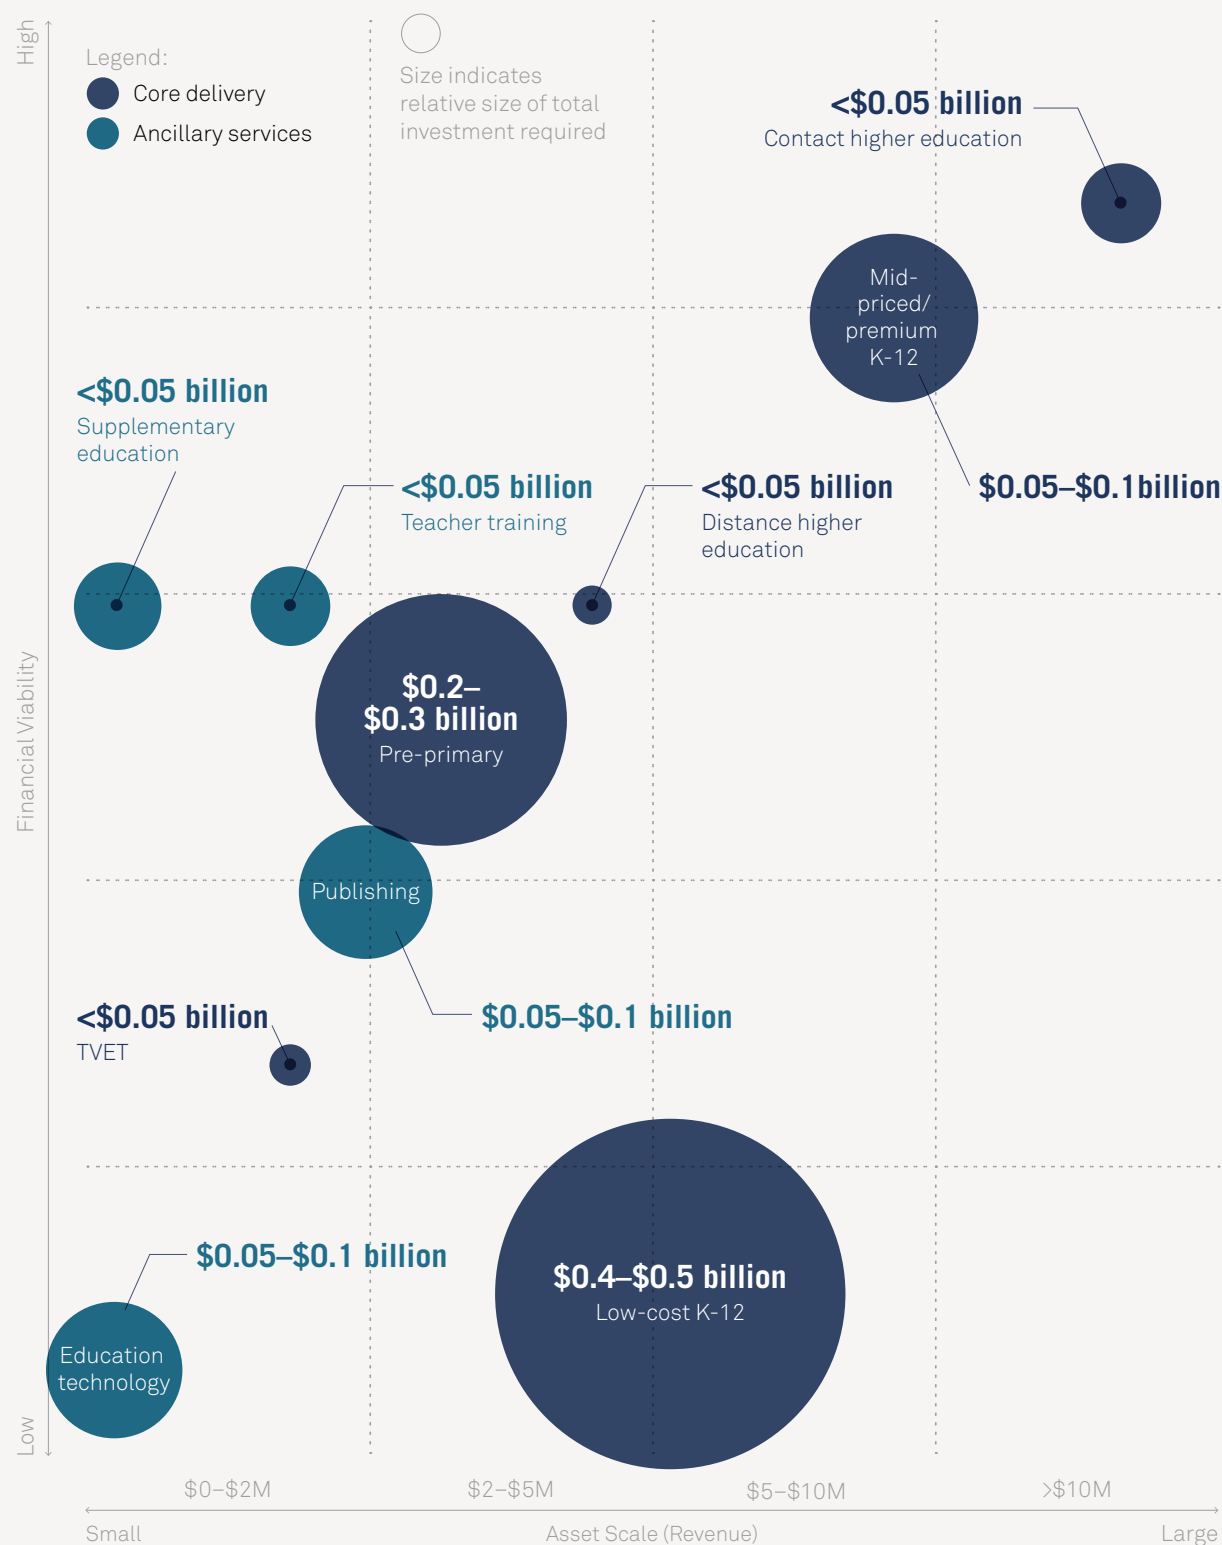 High
Legend:
Core delivery
Ancillary services
Size indicates
relative size of total
investment required
<$0.05 billion
Contact higher education
Mid-
priced/
premium
K-12
$0.05–$0.1billion
<$0.05 billion
Supplementary
education
<$0.05 billion
Teacher training
<$0.05 billion
Distance higher
education
Financial Viability
$0.2–
$0.3 billion
Pre-primary
Publishing
$0.05–$0.1 billion
<$0.05 billion
TVET
$0.05–$0.1 billion
Education
technology
$0.4–$0.5 billion
Low-cost K-12
Low
$0–$2M
$2–$5M
$5–$10M
>$10M
Small
Asset Scale (Revenue)
Large